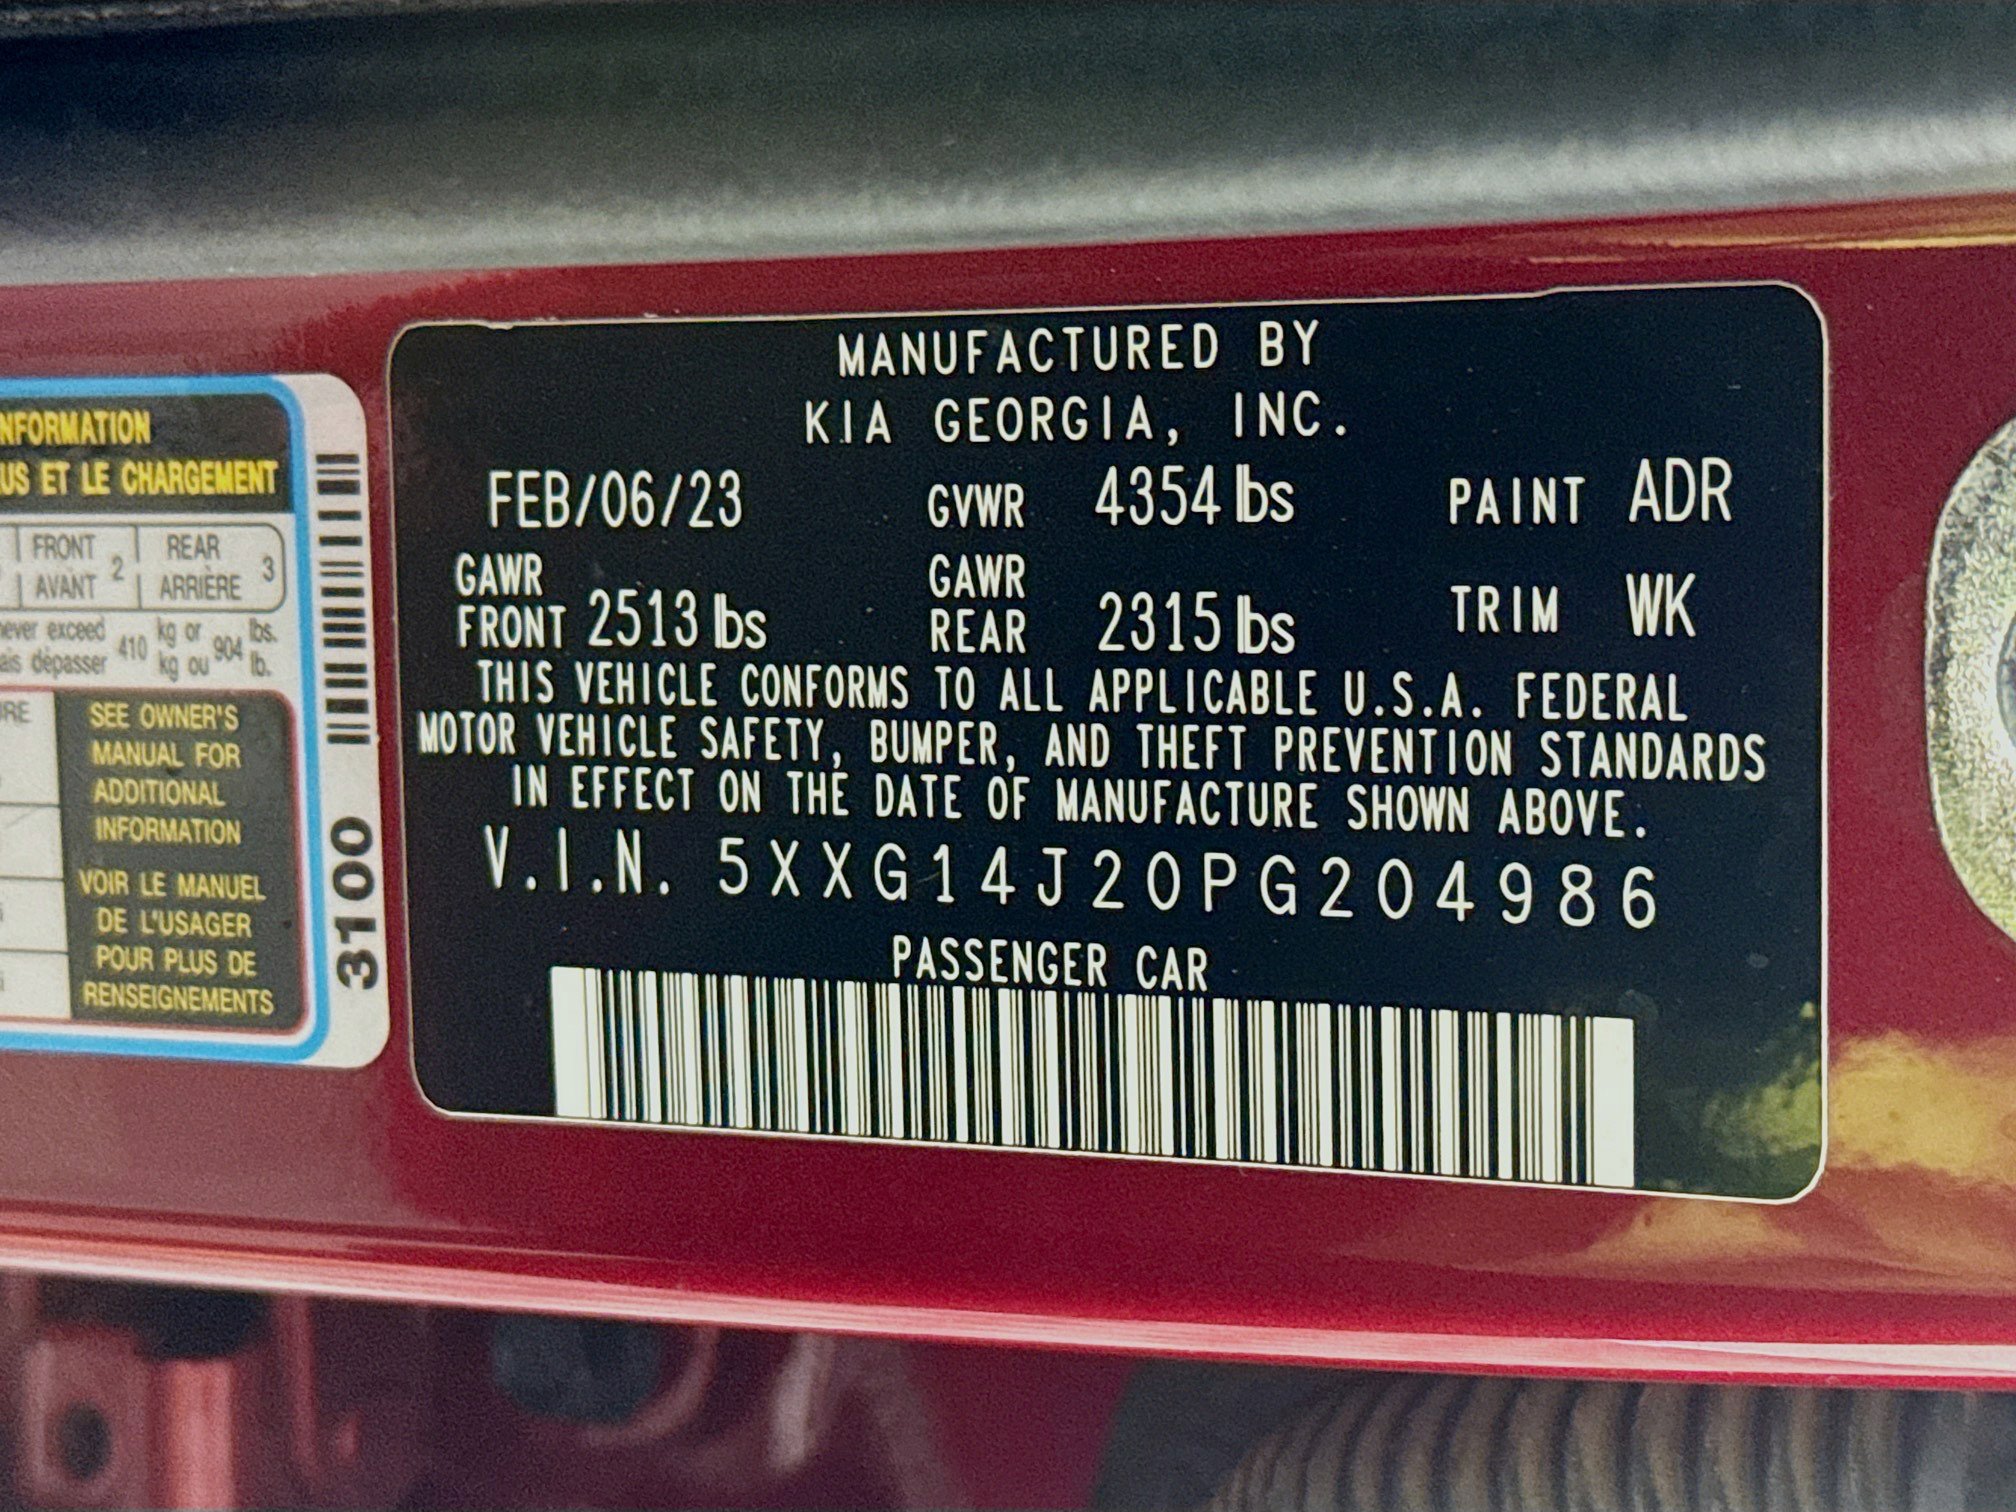 NFORMATION
US ET LE CHARGEMENT
FRONT 2 REAR 3
AVANT ARRIÈRE
never exceed 410 kg or 904 lbs.
ais dépasser kg ou lb.
RE
SEE OWNER'S
MANUAL FOR
ADDITIONAL
INFORMATION
VOIR LE MANUEL
DE L'USAGER
POUR PLUS DE
RENSEIGNEMENTS
3100
MANUFACTURED BY
KIA GEORGIA, INC.
FEB/06/23 GVWR 4354 lbs PAINT ADR
GAWR FRONT 2513 lbs GAWR REAR 2315 lbs TRIM WK
THIS VEHICLE CONFORMS TO ALL APPLICABLE U.S.A. FEDERAL
MOTOR VEHICLE SAFETY, BUMPER, AND THEFT PREVENTION STANDARDS
IN EFFECT ON THE DATE OF MANUFACTURE SHOWN ABOVE.
V.I.N. 5XXG14J20PG204986
PASSENGER CAR